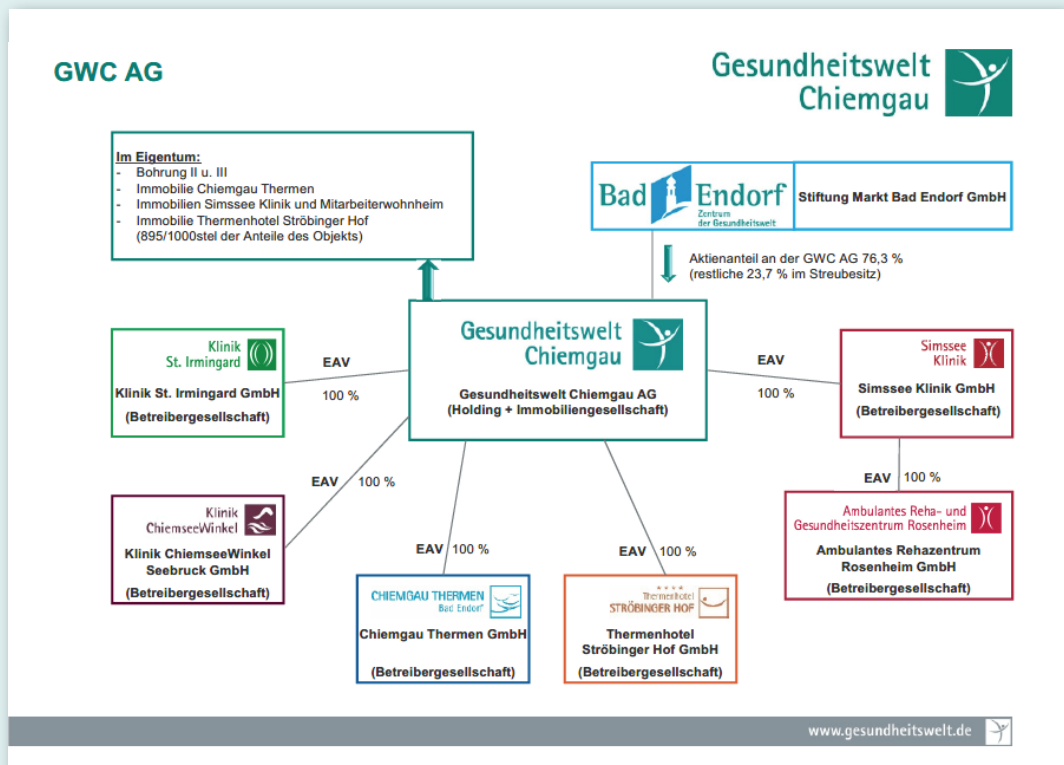 GWC AG
Gesundheitswelt
Chiemgau
Im Eigentum:
- Bohrung II u. III
- Immobilie Chiemgau Thermen
- Immobilien Simssee Klinik und Mitarbeiterwohnheim
- Immobilie Thermenhotel Ströbinger Hof
(895/1000stel der Anteile des Objekts)
Bad Endorf
Zentrum
der Gesundheitswelt
Stiftung Markt Bad Endorf GmbH
Aktienanteil an der GWC AG 76,3 %
(restliche 23,7 % im Streubesitz)
Gesundheitswelt
Chiemgau
Gesundheitswelt Chiemgau AG
(Holding + Immobiliengesellschaft)
Klinik
St. Irmingard
Klinik St. Irmingard GmbH
(Betreibergesellschaft)
EAV
100 %
EAV
100 %
Simssee
Klinik
Simssee Klinik GmbH
(Betreibergesellschaft)
EAV 100 %
Klinik
ChiemseeWinkel
Klinik ChiemseeWinkel
Seebruck GmbH
(Betreibergesellschaft)
EAV 100 %
Ambulantes Reha- und
Gesundheitszentrum Rosenheim
Ambulantes Rehazentrum
Rosenheim GmbH
(Betreibergesellschaft)
EAV 100 %
CHIEMGAU THERMEN
Bad Endorf
Chiemgau Thermen GmbH
(Betreibergesellschaft)
EAV 100 %
Thermenhotel
STRÖBINGER HOF
Thermenhotel
Ströbinger Hof GmbH
(Betreibergesellschaft)
www.gesundheitswelt.de